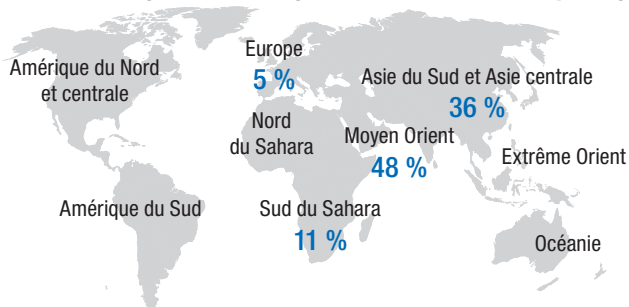 Europe
5 %
Amérique du Nord
et centrale
Asie du Sud et Asie centrale
36 %
Nord
du Sahara
Moyen Orient
48 %
Extrême Orient
Amérique du Sud
Sud du Sahara
11 %
Océanie